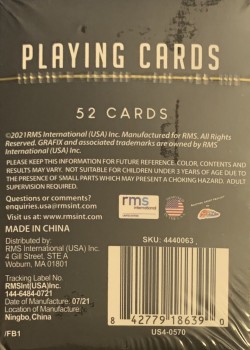 PLAYING CARDS
52 CARDS
©2021RMS International (USA) Inc. Manufactured for RMS, All Rights
Reserved. GRAFIX and associated trademarks are owned by RMS
International (USA) Inc.
PLEASE KEEP THIS INFORMATION FOR FUTURE REFERENCE. COLOR, CONTENTS AND
RESULTS MAY VARY. NOT SUITABLE FOR CHILDREN UNDER 3 YEARS OF AGE DUE TO
THE PRESENCE OF SMALL PARTS WHICH MAY PRESENT A CHOKING HAZARD. ADULT
SUPERVISION REQUIRED.
Questions or comments?
enquiries.usa@rmsint.com
Visit us at: www.rmsint.com
rms
international
MADE IN CHINA
Distributed by:
RMS International (USA) Inc.
4 Gill Street, STE A
Woburn, MA 01801
Tracking Label No.
RMSInt(USA)Inc.
144-6484-0721
Date of Manufacture: 07/21
Location of Manufacture:
Ningbo, China
/FB1
SKU: 4440063
8 42779 18639 0
US4-0570